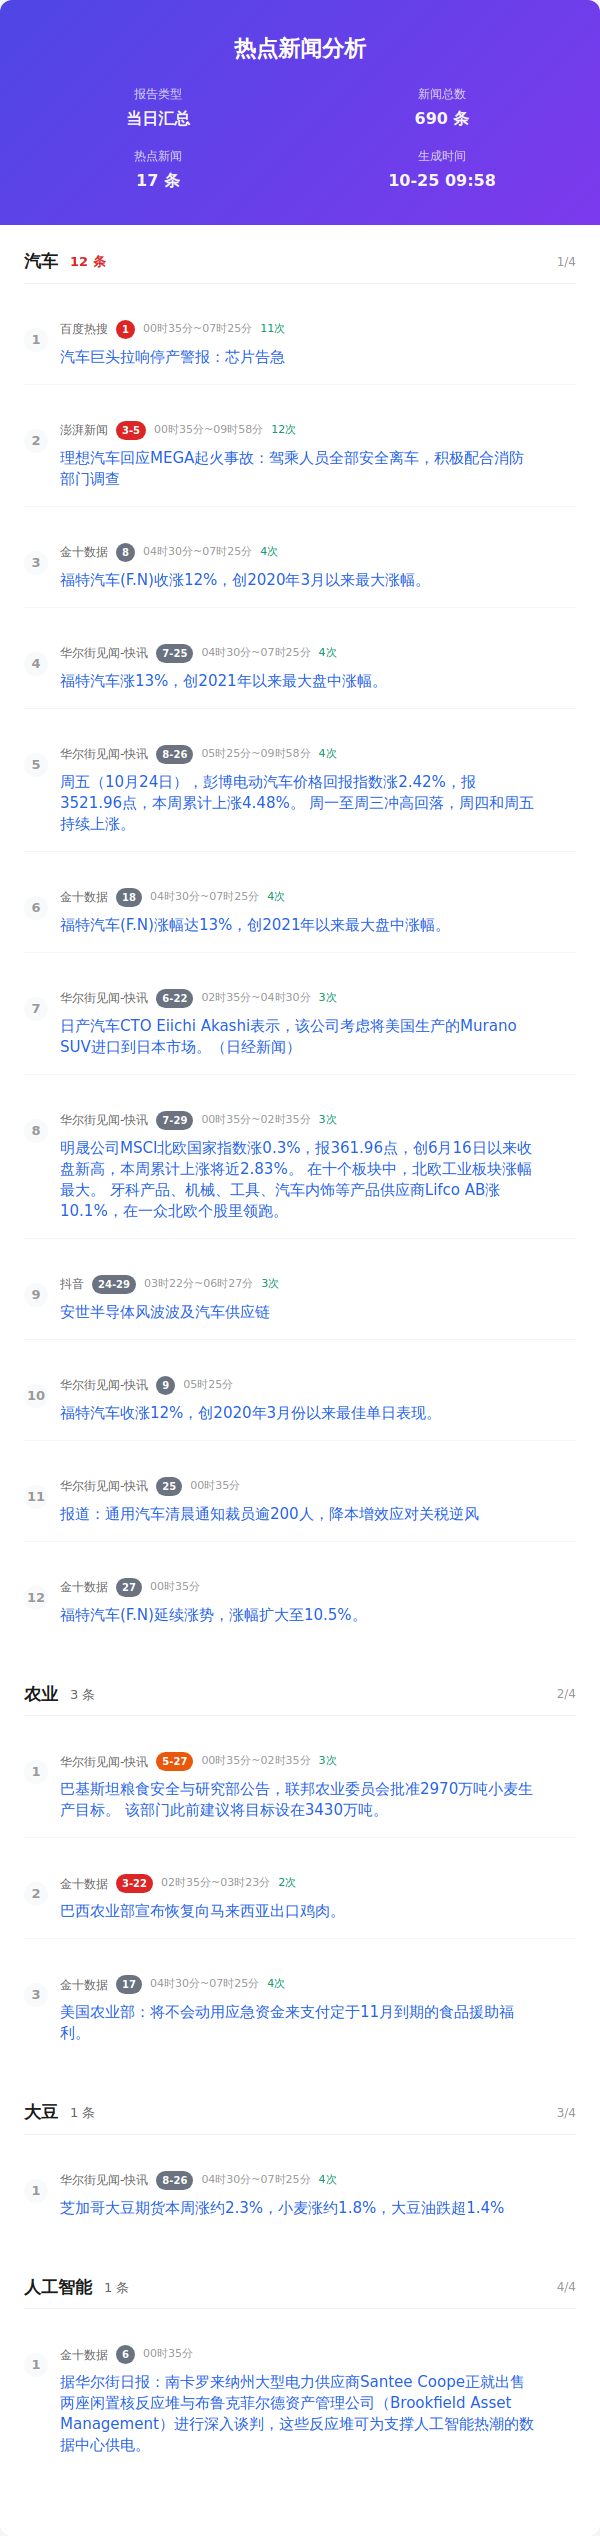 热点新闻分析
报告类型
当日汇总
新闻总数
690 条
热点新闻
17 条
生成时间
10-25 09:58
汽车 12 条 1/4
1
百度热搜 1 00时35分~07时25分 11次
汽车巨头拉响停产警报：芯片告急
2
澎湃新闻 3-5 00时35分~09时58分 12次
理想汽车回应MEGA起火事故：驾乘人员全部安全离车，积极配合消防
部门调查
3
金十数据 8 04时30分~07时25分 4次
福特汽车(F.N)收涨12%，创2020年3月以来最大涨幅。
4
华尔街见闻-快讯 7-25 04时30分~07时25分 4次
福特汽车涨13%，创2021年以来最大盘中涨幅。
5
华尔街见闻-快讯 8-26 05时25分~09时58分 4次
周五（10月24日），彭博电动汽车价格回报指数涨2.42%，报
3521.96点，本周累计上涨4.48%。 周一至周三冲高回落，周四和周五
持续上涨。
6
金十数据 18 04时30分~07时25分 4次
福特汽车(F.N)涨幅达13%，创2021年以来最大盘中涨幅。
7
华尔街见闻-快讯 6-22 02时35分~04时30分 3次
日产汽车CTO Eiichi Akashi表示，该公司考虑将美国生产的Murano
SUV进口到日本市场。（日经新闻）
8
华尔街见闻-快讯 7-29 00时35分~02时35分 3次
明晟公司MSCI北欧国家指数涨0.3%，报361.96点，创6月16日以来收
盘新高，本周累计上涨将近2.83%。 在十个板块中，北欧工业板块涨幅
最大。 牙科产品、机械、工具、汽车内饰等产品供应商Lifco AB涨
10.1%，在一众北欧个股里领跑。
9
抖音 24-29 03时22分~06时27分 3次
安世半导体风波波及汽车供应链
10
华尔街见闻-快讯 9 05时25分
福特汽车收涨12%，创2020年3月份以来最佳单日表现。
11
华尔街见闻-快讯 25 00时35分
报道：通用汽车清晨通知裁员逾200人，降本增效应对关税逆风
12
金十数据 27 00时35分
福特汽车(F.N)延续涨势，涨幅扩大至10.5%。
农业 3 条 2/4
1
华尔街见闻-快讯 5-27 00时35分~02时35分 3次
巴基斯坦粮食安全与研究部公告，联邦农业委员会批准2970万吨小麦生
产目标。 该部门此前建议将目标设在3430万吨。
2
金十数据 3-22 02时35分~03时23分 2次
巴西农业部宣布恢复向马来西亚出口鸡肉。
3
金十数据 17 04时30分~07时25分 4次
美国农业部：将不会动用应急资金来支付定于11月到期的食品援助福
利。
大豆 1 条 3/4
1
华尔街见闻-快讯 8-26 04时30分~07时25分 4次
芝加哥大豆期货本周涨约2.3%，小麦涨约1.8%，大豆油跌超1.4%
人工智能 1 条 4/4
1
金十数据 6 00时35分
据华尔街日报：南卡罗来纳州大型电力供应商Santee Coope正就出售
两座闲置核反应堆与布鲁克菲尔德资产管理公司（Brookfield Asset
Management）进行深入谈判，这些反应堆可为支撑人工智能热潮的数
据中心供电。